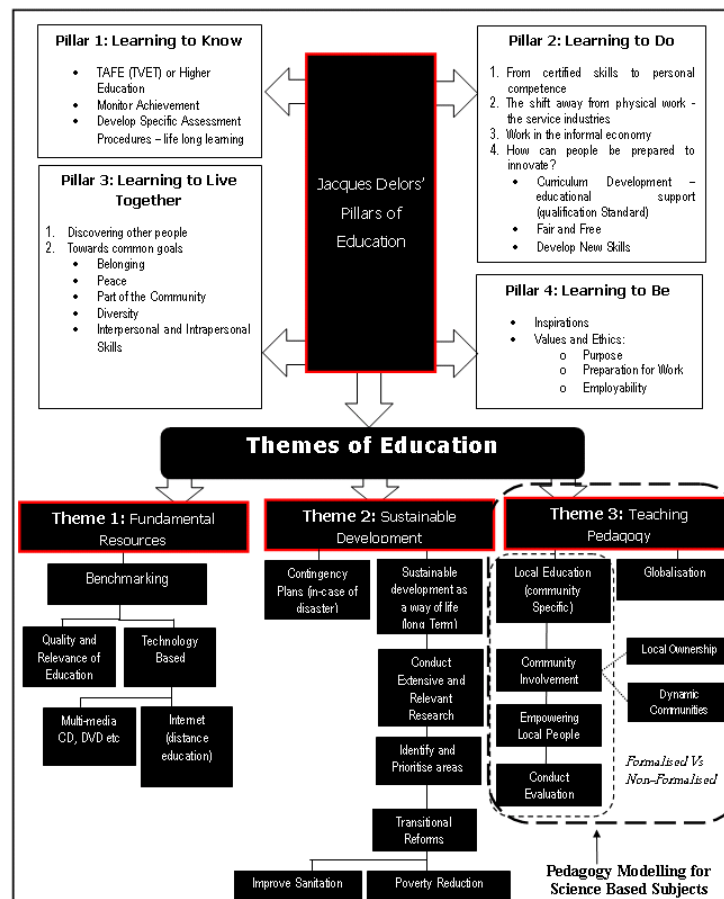 Pillar 1: Learning to Know
• TAFE (TVET) or Higher
Education
• Monitor Achievement
• Develop Specific Assessment
Procedures – life long learning
Pillar 2: Learning to Do
1. From certified skills to personal
competence
2. The shift away from physical work -
the service industries
3. Work in the informal economy
4. How can people be prepared to
innovate?
• Curriculum Development –
educational support
(qualification Standard)
• Fair and Free
• Develop New Skills
Jacques Delors'
Pillars of
Education
Pillar 3: Learning to Live
Together
1. Discovering other people
2. Towards common goals
• Belonging
• Peace
• Part of the Community
• Diversity
• Interpersonal and Intrapersonal
Skills
Pillar 4: Learning to Be
• Inspirations
• Values and Ethics:
o Purpose
o Preparation for Work
o Employability
Themes of Education
Theme 1: Fundamental
Resources
Benchmarking
Quality and
Relevance of
Education
Technology
Based
Multi-media
CD, DVD etc
Internet
(distance
education)
Theme 2: Sustainable
Development
Contingency
Plans (in-case of
disaster)
Sustainable
development as
a way of life
(long Term)
Conduct
Extensive and
Relevant
Research
Identify and
Prioritise areas
Transitional
Reforms
Improve Sanitation
Poverty Reduction
Theme 3: Teaching
Pedagogy
Local Education
(community
Specific)
Globalisation
Community
Involvement
Local Ownership
Dynamic
Communities
Empowering
Local People
Conduct
Evaluation
Formalised Vs
Non-Formalised
Pedagogy Modelling for
Science Based Subjects